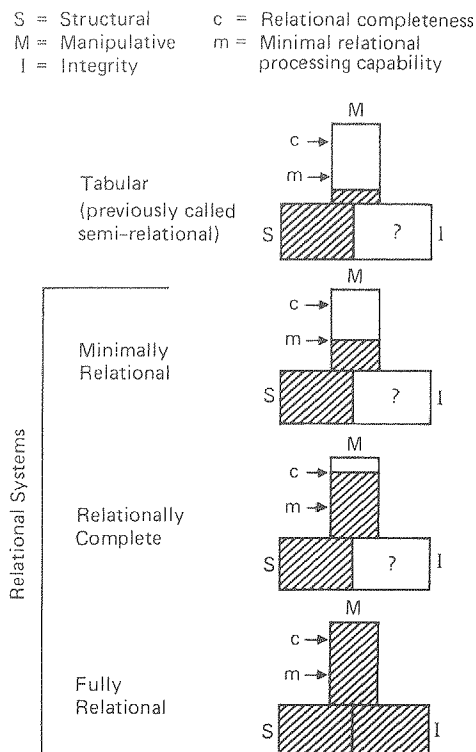 S = Structural
c = Relational completeness
M = Manipulative
m = Minimal relational
processing capability
I = Integrity
M
c
m
Tabular
(previously called
semi-relational)
S
?
I
M
c
m
Minimally
Relational
S
?
I
M
c
m
Relationally
Complete
S
?
I
M
c
m
Fully
Relational
S
I
Relational Systems